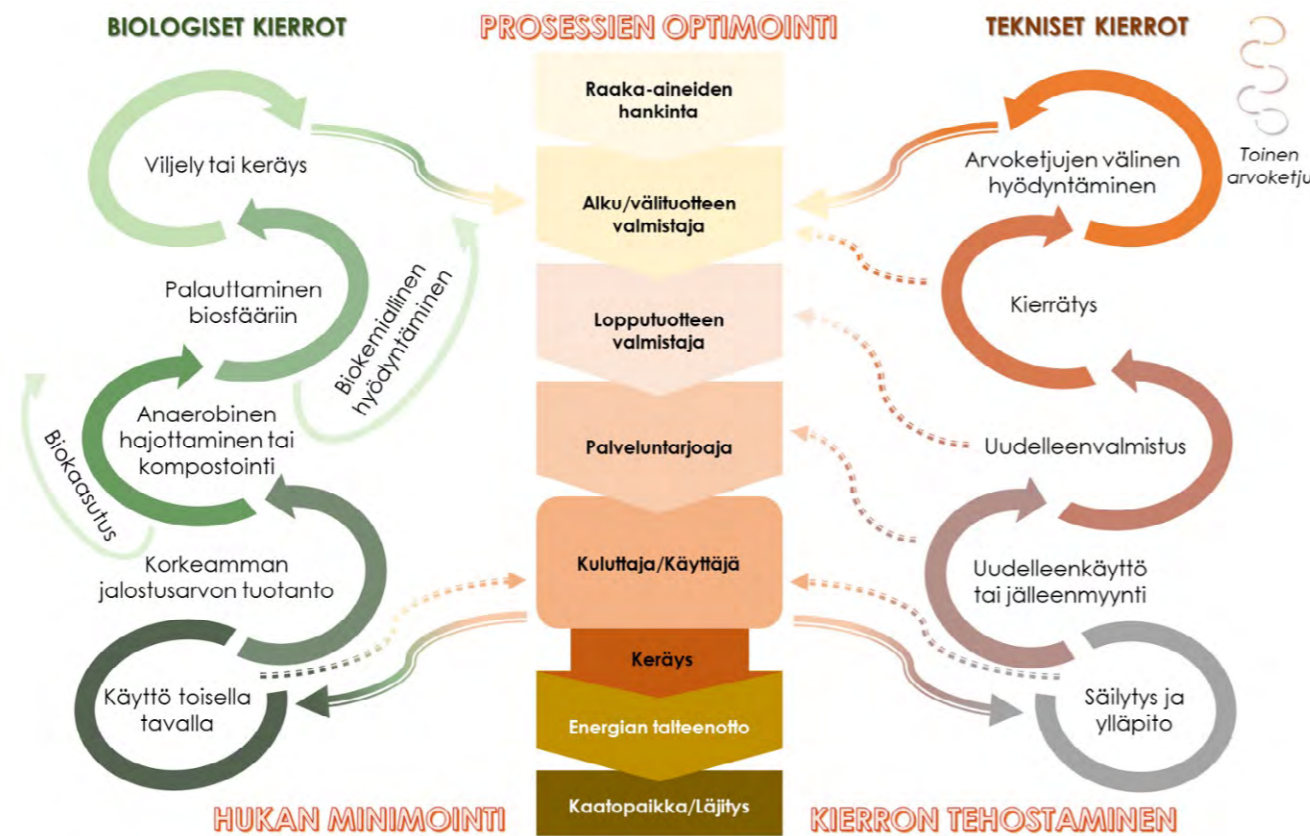 BIOLOGISET KIERROT
PROSESSIEN OPTIMOINTI
TEKNISET KIERROT
Viljely tai keräys
Palauttaminen
biosfääriin
Biokemiallinen
hyödyntäminen
Anaerobinen
hajottaminen tai
kompostointi
Biokaasutus
Korkeamman
jalostusarvon tuotanto
Käyttö toisella
tavalla
Raaka-aineiden
hankinta
Alku/välituotteen
valmistaja
Lopputuotteen
valmistaja
Palveluntarjoaja
Kuluttaja/Käyttäjä
Keräys
Energian talteenotto
Kaatopaikka/Läjitys
Toinen
arvoketju
Arvoketjujen välinen
hyödyntäminen
Kierrätys
Uudelleenvalmistus
Uudelleenkäyttö
tai jälleenmyynti
Säilytys ja
ylläpito
HUKAN MINIMOINTI
KIERRON TEHOSTAMINEN